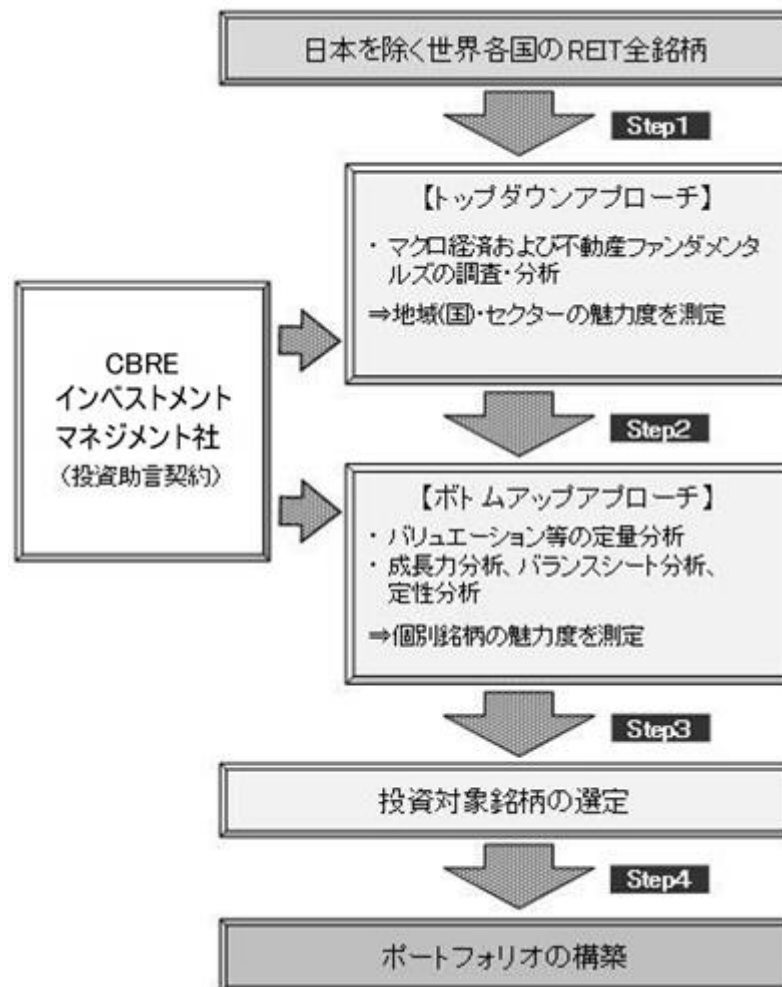 日本を除く世界各国のREIT全銘柄
Step1
【トップダウンアプローチ】
・ マクロ経済および不動産ファンダメンタ
ルズの調査・分析
⇒地域(国)・セクターの魅力度を測定
CBRE
インベストメント
マネジメント社
（投資助言契約）
Step2
【ボトムアップアプローチ】
・ バリュエーション等の定量分析
・ 成長力分析、バランスシート分析、
定性分析
⇒個別銘柄の魅力度を測定
Step3
投資対象銘柄の選定
Step4
ポートフォリオの構築